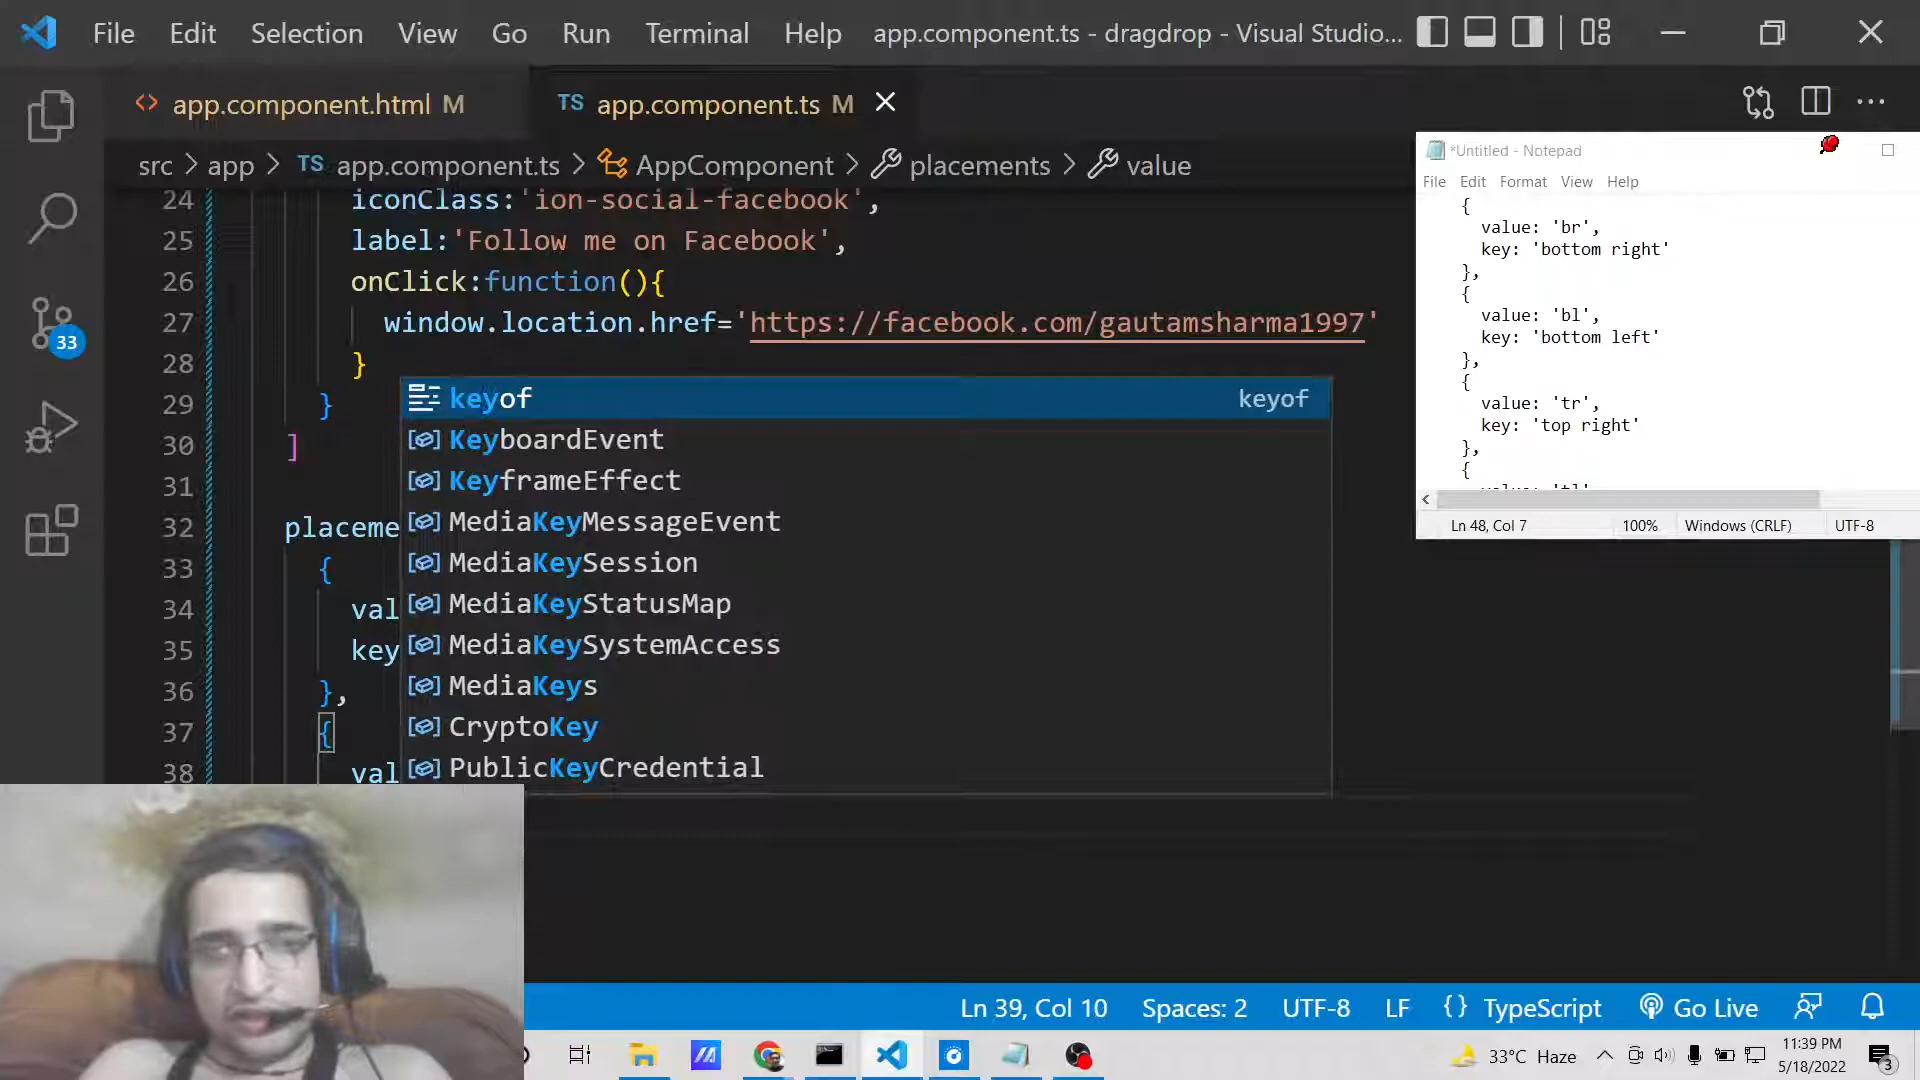 File Edit Selection View Go Run Terminal Help app.component.ts - dragdrop - Visual Studio...
<> app.component.html M
TS app.component.ts M
src > app > TS app.component.ts > AppComponent > placements > value
24 iconClass:'ion-social-facebook',
25 label:'Follow me on Facebook',
26 onClick:function(){
27 window.location.href='https://facebook.com/gautamsharma1997'
28 }
29 }
30 ]
31
32 placeme
33 {
34 val
35 key
36 },
37 {
38 val
keyof keyof
KeyboardEvent
KeyframeEffect
MediaKeyMessageEvent
MediaKeySession
MediaKeyStatusMap
MediaKeySystemAccess
MediaKeys
CryptoKey
PublicKeyCredential
*Untitled - Notepad
File Edit Format View Help
{
value: 'br',
key: 'bottom right'
},
{
value: 'bl',
key: 'bottom left'
},
{
value: 'tr',
key: 'top right'
},
{
Ln 48, Col 7 100% Windows (CRLF) UTF-8
33
Ln 39, Col 10 Spaces: 2 UTF-8 LF {} TypeScript Go Live
33°C Haze
11:39 PM
5/18/2022
3